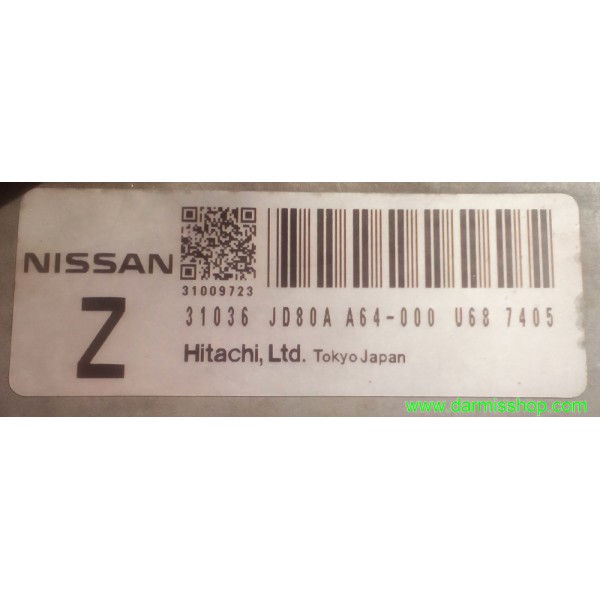 NISSAN
Z
31009723
31036 JD80A A64-000 U68 7405
Hitachi, Ltd. Tokyo Japan
www.darmisshop.com